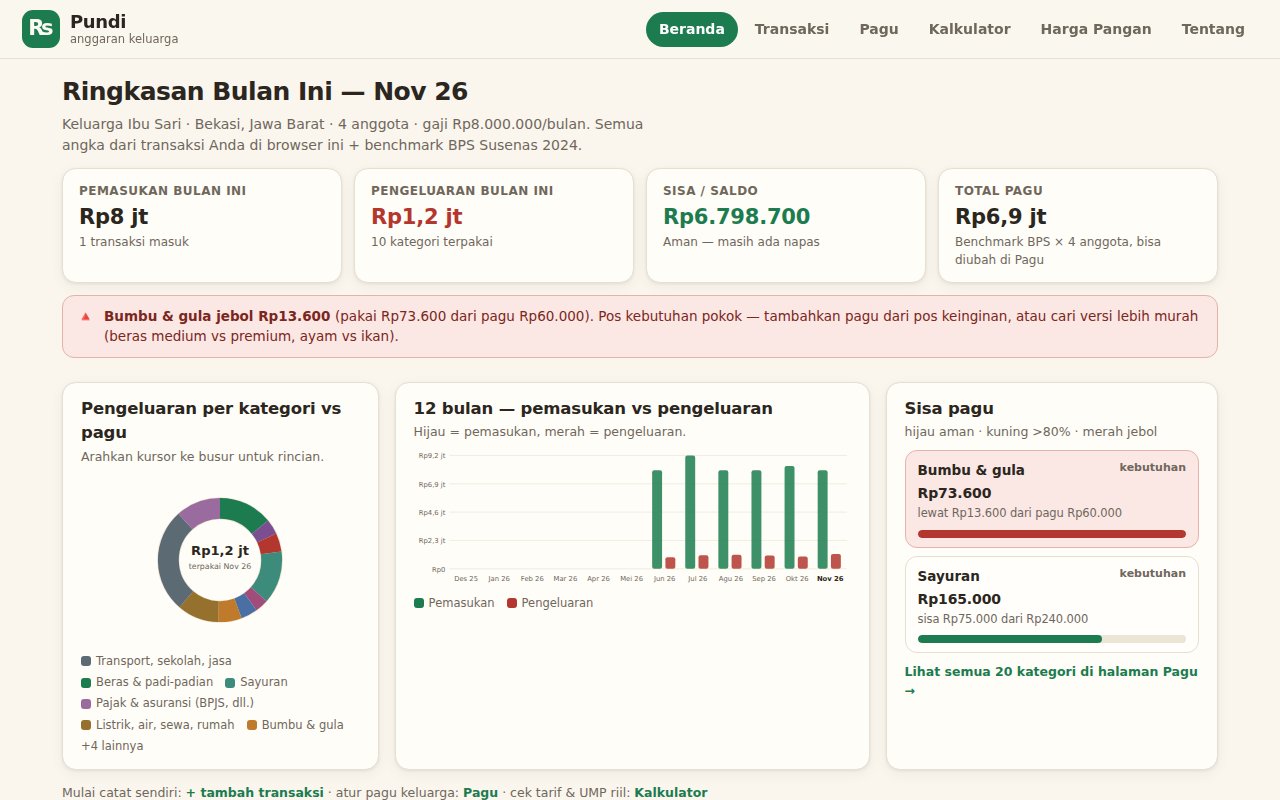 Rs
Pundi
anggaran keluarga
Beranda
Transaksi
Pagu
Kalkulator
Harga Pangan
Tentang
Ringkasan Bulan Ini — Nov 26
Keluarga Ibu Sari · Bekasi, Jawa Barat · 4 anggota · gaji Rp8.000.000/bulan. Semua
angka dari transaksi Anda di browser ini + benchmark BPS Susenas 2024.
PEMASUKAN BULAN INI
Rp8 jt
1 transaksi masuk
PENGELUARAN BULAN INI
Rp1,2 jt
10 kategori terpakai
SISA / SALDO
Rp6.798.700
Aman — masih ada napas
TOTAL PAGU
Rp6,9 jt
Benchmark BPS × 4 anggota, bisa
diubah di Pagu
Bumbu & gula jebol Rp13.600 (pakai Rp73.600 dari pagu Rp60.000). Pos kebutuhan pokok — tambahkan pagu dari pos keinginan, atau cari versi lebih murah
(beras medium vs premium, ayam vs ikan).
Pengeluaran per kategori vs
pagu
Arahkan kursor ke busur untuk rincian.
Rp1,2 jt
terpakai Nov 26
Transport, sekolah, jasa
Beras & padi-padian
Sayuran
Pajak & asuransi (BPJS, dll.)
Listrik, air, sewa, rumah
Bumbu & gula
+4 lainnya
12 bulan — pemasukan vs pengeluaran
Hijau = pemasukan, merah = pengeluaran.
Rp9,2 jt
Rp6,9 jt
Rp4,6 jt
Rp2,3 jt
Rp0
Des 25
Jan 26
Feb 26
Mar 26
Apr 26
Mei 26
Jun 26
Jul 26
Agu 26
Sep 26
Okt 26
Nov 26
Pemasukan
Pengeluaran
Sisa pagu
hijau aman · kuning >80% · merah jebol
Bumbu & gula
kebutuhan
Rp73.600
lewat Rp13.600 dari pagu Rp60.000
Sayuran
kebutuhan
Rp165.000
sisa Rp75.000 dari Rp240.000
Lihat semua 20 kategori di halaman Pagu
→
Mulai catat sendiri: + tambah transaksi · atur pagu keluarga: Pagu · cek tarif & UMP riil: Kalkulator